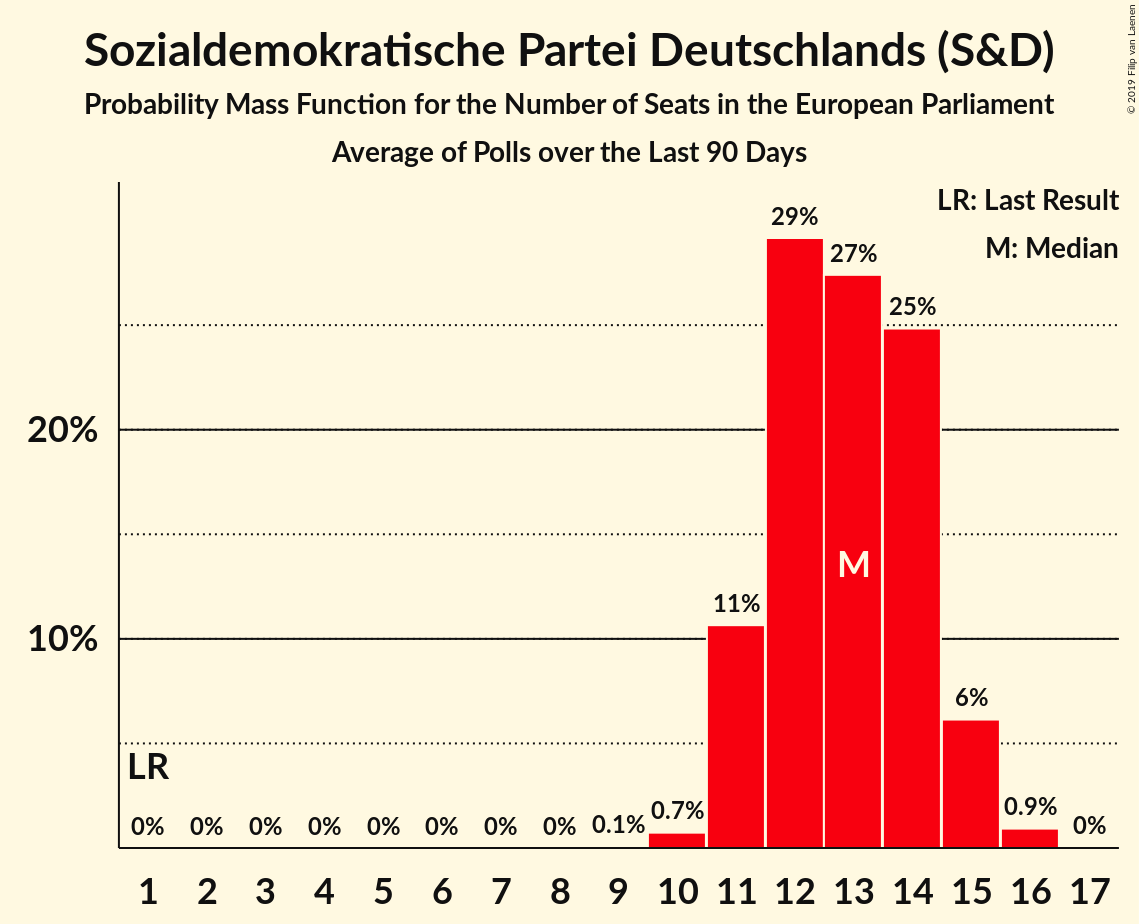 Sozialdemokratische Partei Deutschlands (S&D)
Probability Mass Function for the Number of Seats in the European Parliament
Average of Polls over the Last 90 Days
© 2019 Filip van Laenen
LR: Last Result
M: Median
29%
27%
25%
20%
M
11%
10%
6%
LR
0% 0% 0% 0% 0% 0% 0% 0% 0.1% 0.7% 0.9% 0%
1 2 3 4 5 6 7 8 9 10 11 12 13 14 15 16 17